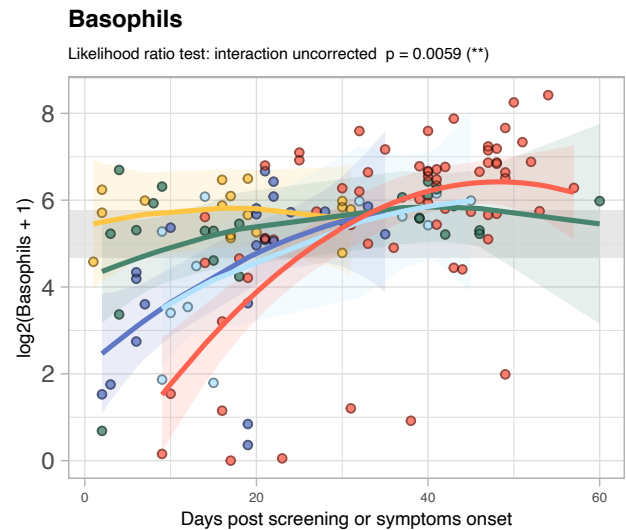 Basophils
Likelihood ratio test: interaction uncorrected p = 0.0059 (**)
log2(Basophils + 1)
8
6
4
2
0
0 20 40 60
Days post screening or symptoms onset